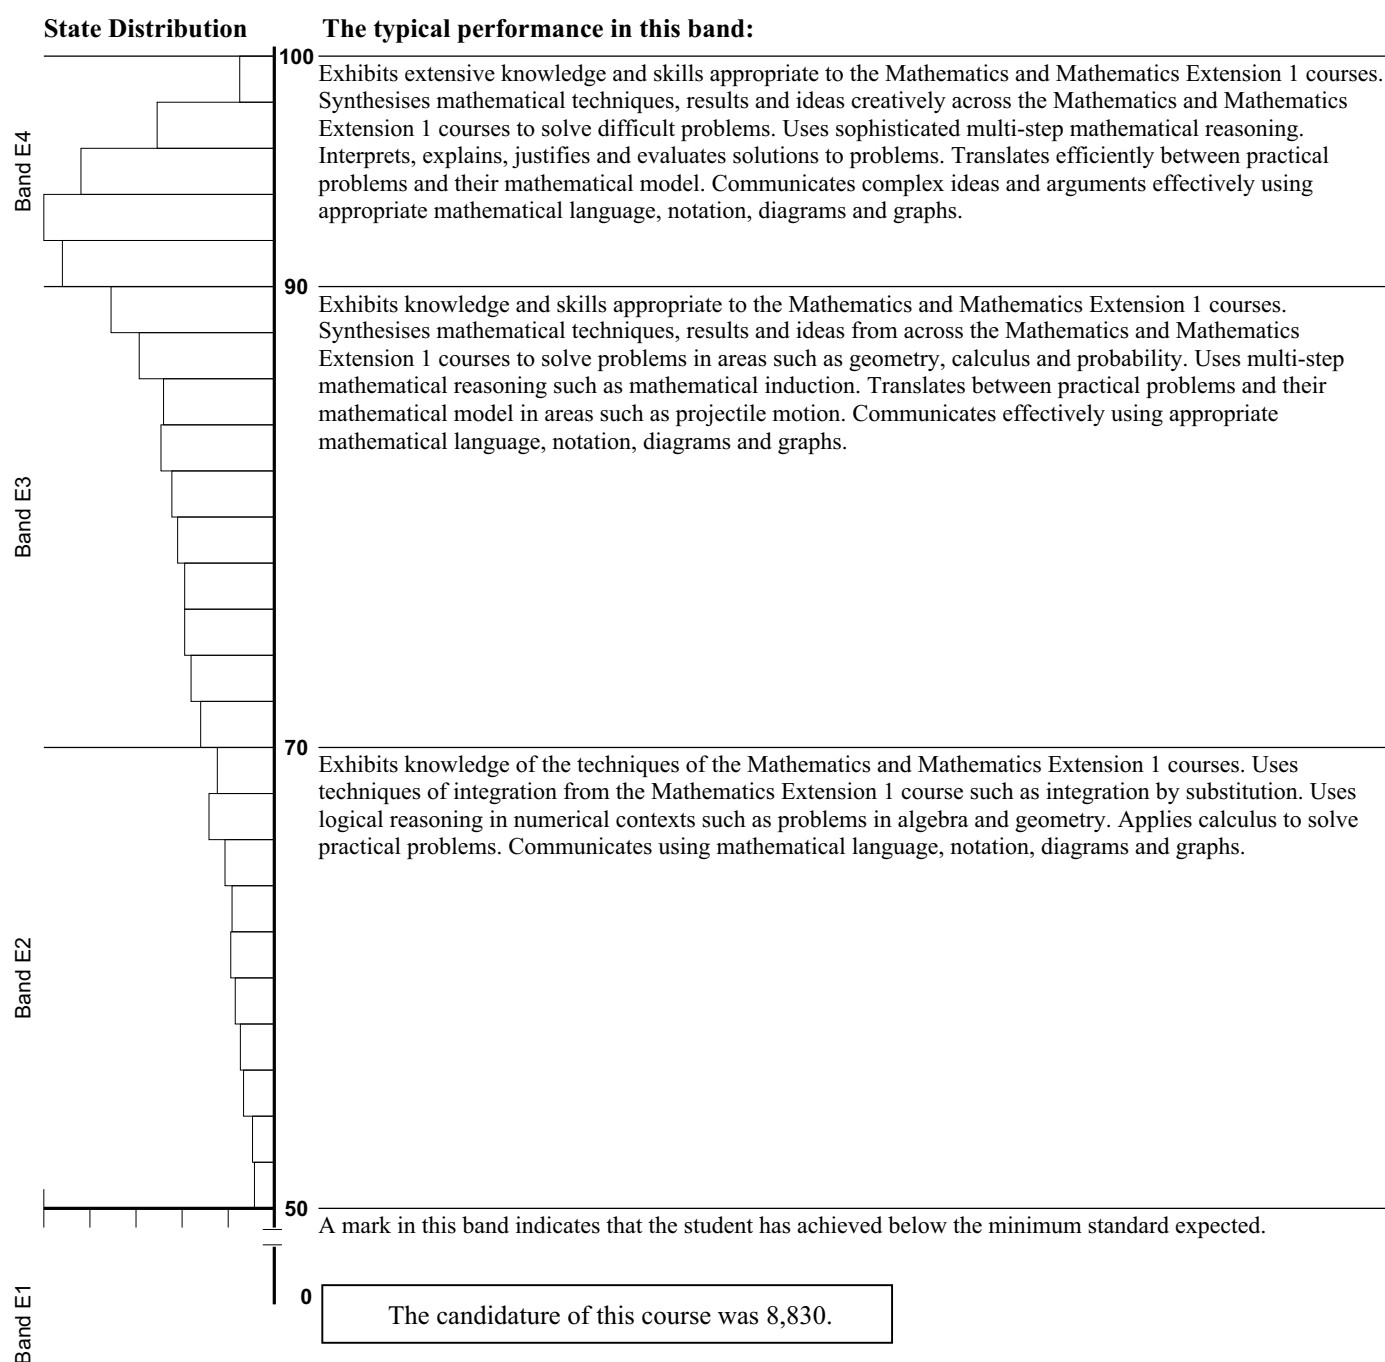 State Distribution
The typical performance in this band:
100
Exhibits extensive knowledge and skills appropriate to the Mathematics and Mathematics Extension 1 courses.
Synthesises mathematical techniques, results and ideas creatively across the Mathematics and Mathematics
Extension 1 courses to solve difficult problems. Uses sophisticated multi-step mathematical reasoning.
Interprets, explains, justifies and evaluates solutions to problems. Translates efficiently between practical
problems and their mathematical model. Communicates complex ideas and arguments effectively using
appropriate mathematical language, notation, diagrams and graphs.
Band E4
90
Exhibits knowledge and skills appropriate to the Mathematics and Mathematics Extension 1 courses.
Synthesises mathematical techniques, results and ideas from across the Mathematics and Mathematics
Extension 1 courses to solve problems in areas such as geometry, calculus and probability. Uses multi-step
mathematical reasoning such as mathematical induction. Translates between practical problems and their
mathematical model in areas such as projectile motion. Communicates effectively using appropriate
mathematical language, notation, diagrams and graphs.
Band E3
70
Exhibits knowledge of the techniques of the Mathematics and Mathematics Extension 1 courses. Uses
techniques of integration from the Mathematics Extension 1 course such as integration by substitution. Uses
logical reasoning in numerical contexts such as problems in algebra and geometry. Applies calculus to solve
practical problems. Communicates using mathematical language, notation, diagrams and graphs.
Band E2
50
A mark in this band indicates that the student has achieved below the minimum standard expected.
Band E1
0
The candidature of this course was 8,830.